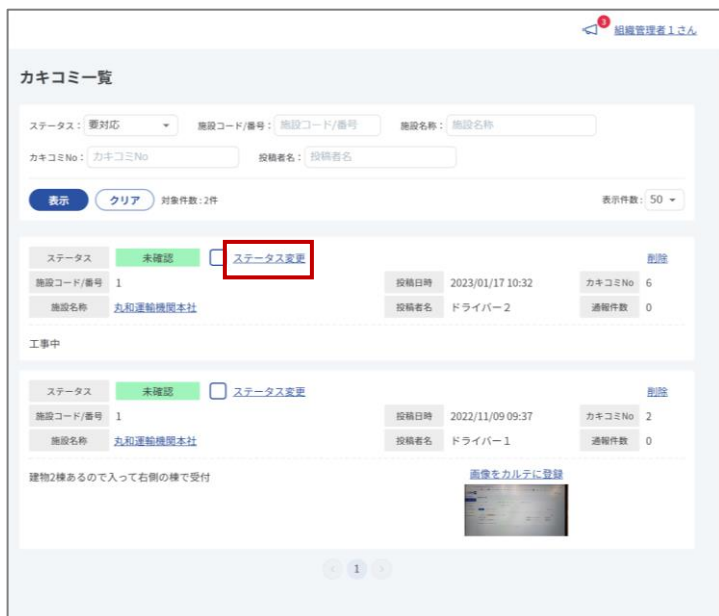 3
組織管理者１さん
カキコミ一覧
ステータス： 要対応 施設コード/番号： 施設コード/番号 施設名称： 施設名称
カキコミNo： カキコミNo 投稿者名： 投稿者名
表示 クリア 対象件数：2件 表示件数： 50
ステータス 未確認 ステータス変更 削除
施設コード/番号 1 投稿日時 2023/01/17 10:32 カキコミNo 6
施設名称 丸和運輸機関本社 投稿者名 ドライバー２ 通報件数 0
工事中
ステータス 未確認 ステータス変更 削除
施設コード/番号 1 投稿日時 2022/11/09 09:37 カキコミNo 2
施設名称 丸和運輸機関本社 投稿者名 ドライバー１ 通報件数 0
建物2棟あるので入って右側の棟で受付 画像をカルテに登録
1